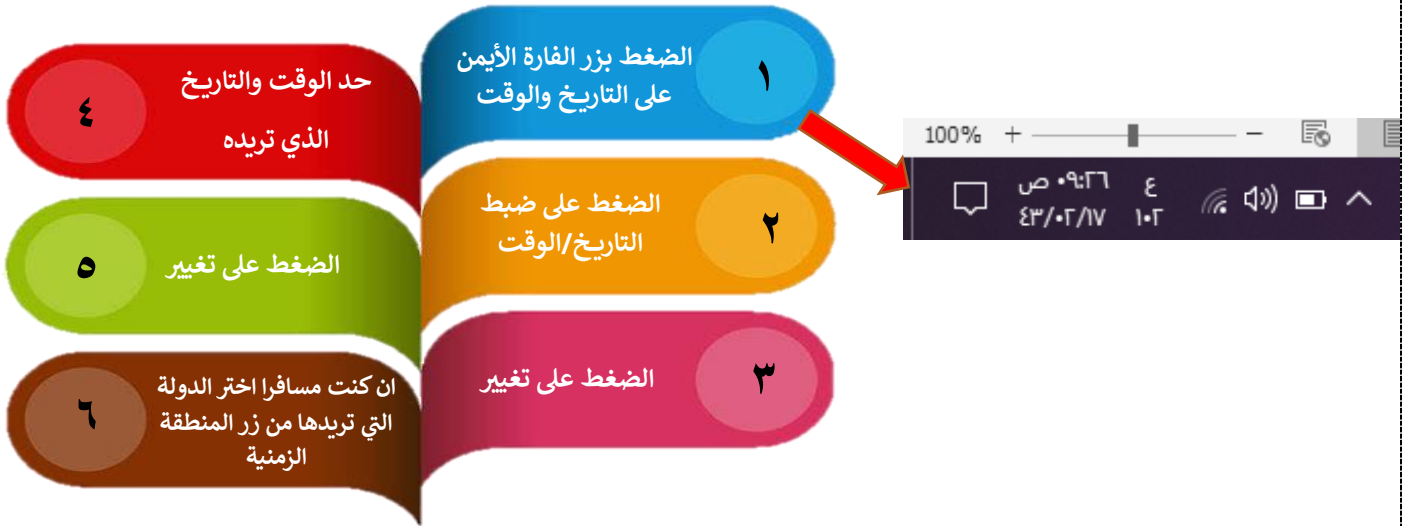 ١
الضغط بزر الفارة الأيمن
على التاريخ والوقت
٢
الضغط على ضبط
التاريخ/الوقت
٣
الضغط على تغيير
٤
حد الوقت والتاريخ
الذي تريده
٥
الضغط على تغيير
٦
ان كنت مسافرا اختر الدولة
التي تريدها من زر المنطقة
الزمنية
100% + −
٠٩:٢٦ ص
٤٣/٠٢/١٧
ع
١٠٢